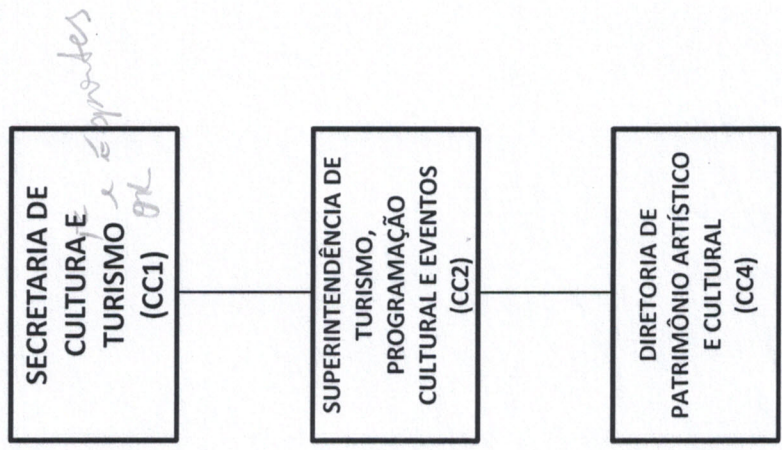 SECRETARIA DE
CULTURA, E
TURISMO
(CC1)
SUPERINTENDÊNCIA DE
TURISMO,
PROGRAMAÇÃO
CULTURAL E EVENTOS
(CC2)
DIRETORIA DE
PATRIMÔNIO ARTÍSTICO
E CULTURAL
(CC4)